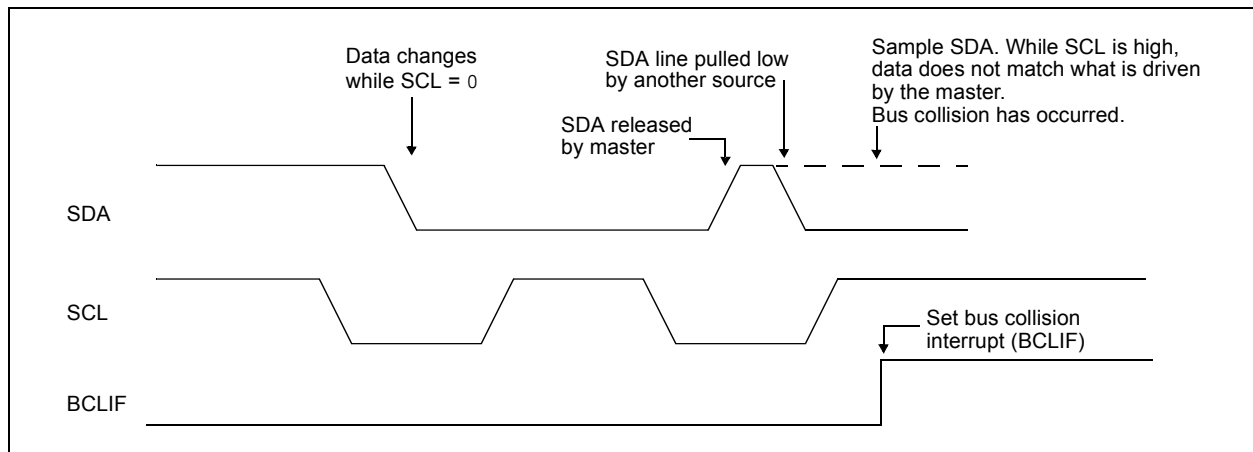 Data changes
while SCL = 0
SDA line pulled low
by another source
SDA released
by master
Sample SDA. While SCL is high,
data does not match what is driven
by the master.
Bus collision has occurred.
SDA
SCL
Set bus collision
interrupt (BCLIF)
BCLIF